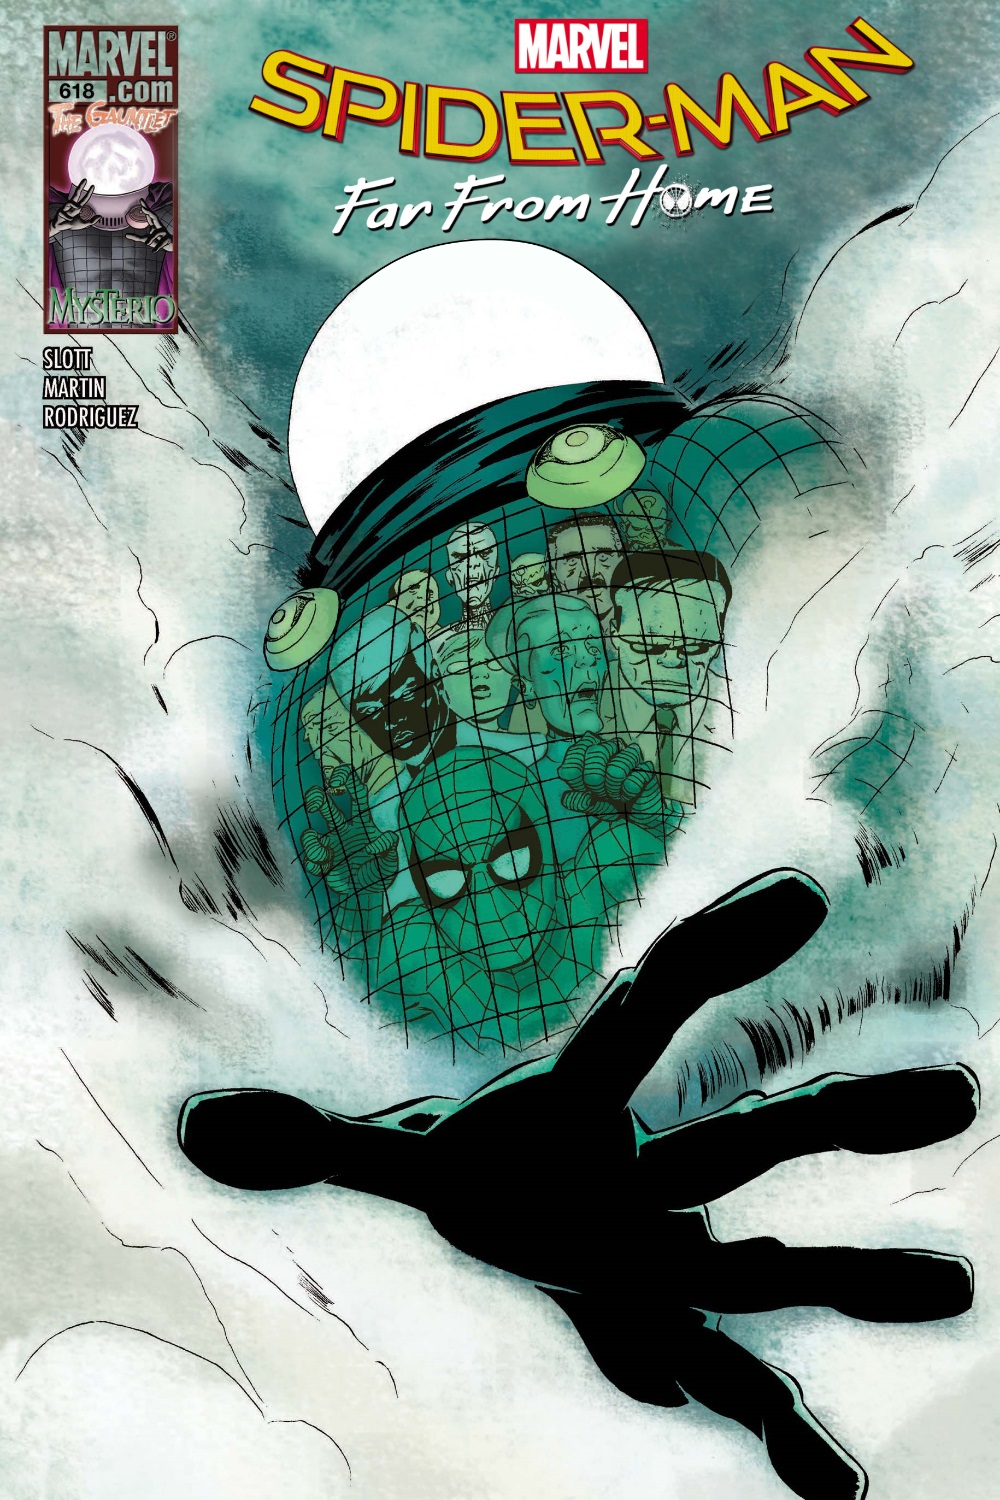 MARVEL®
618 .com
THE GAUNTLET
MYSTERIO
SLOTT
MARTIN
RODRIGUEZ
MARVEL
SPIDER-MAN
Far From Home